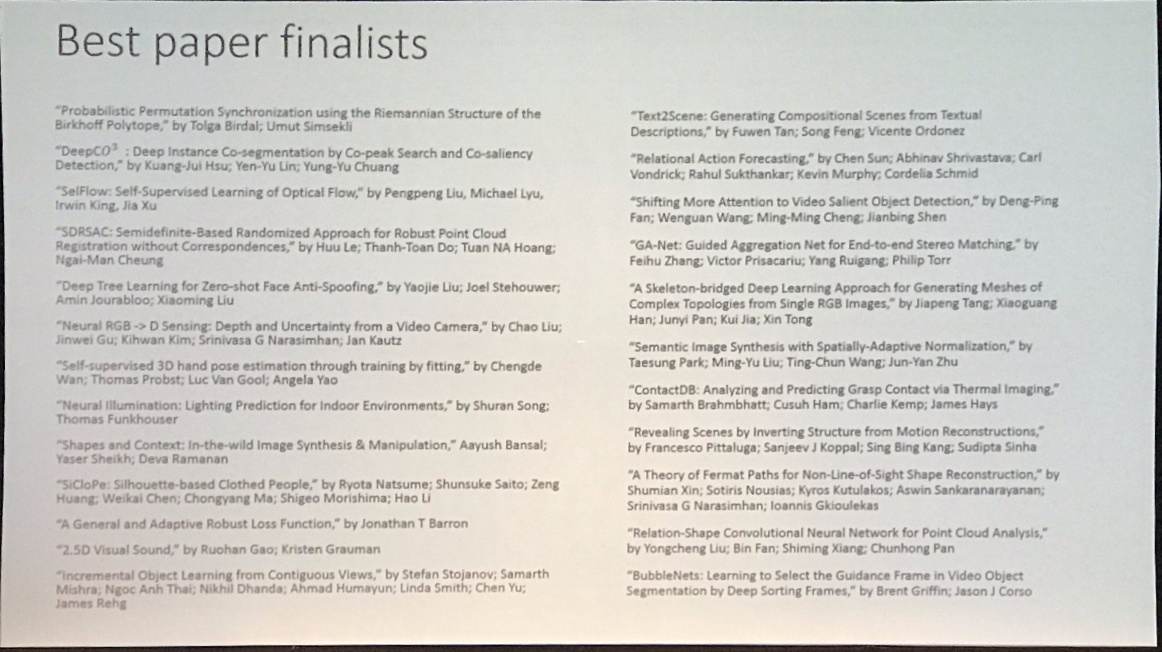 Best paper finalists
"Probabilistic Permutation Synchronization using the Riemannian Structure of the
Birkhoff Polytope," by Tolga Birdal; Umut Simsekli
"DeepCO³ : Deep Instance Co-segmentation by Co-peak Search and Co-saliency
Detection," by Kuang-Jui Hsu; Yen-Yu Lin; Yung-Yu Chuang
"SelFlow: Self-Supervised Learning of Optical Flow," by Pengpeng Liu, Michael Lyu,
Irwin King, Jia Xu
"SDRSAC: Semidefinite-Based Randomized Approach for Robust Point Cloud
Registration without Correspondences," by Huu Le; Thanh-Toan Do; Tuan NA Hoang;
Ngai-Man Cheung
"Deep Tree Learning for Zero-shot Face Anti-Spoofing," by Yaojie Liu; Joel Stehouwer;
Amin Jourabloo; Xiaoming Liu
"Neural RGB -> D Sensing: Depth and Uncertainty from a Video Camera," by Chao Liu;
Jinwei Gu; Kihwan Kim; Srinivasa G Narasimhan; Jan Kautz
"Self-supervised 3D hand pose estimation through training by fitting," by Chengde
Wan; Thomas Probst; Luc Van Gool; Angela Yao
"Neural Illumination: Lighting Prediction for Indoor Environments," by Shuran Song;
Thomas Funkhouser
"Shapes and Context: In-the-wild Image Synthesis & Manipulation," Aayush Bansal;
Yaser Sheikh; Deva Ramanan
"SiCloPe: Silhouette-based Clothed People," by Ryota Natsume; Shunsuke Saito; Zeng
Huang; Weikai Chen; Chongyang Ma; Shigeo Morishima; Hao Li
"A General and Adaptive Robust Loss Function," by Jonathan T Barron
"2.5D Visual Sound," by Ruohan Gao; Kristen Grauman
"Incremental Object Learning from Contiguous Views," by Stefan Stojanov; Samarth
Mishra; Ngoc Anh Thai; Nikhil Dhanda; Ahmad Humayun; Linda Smith; Chen Yu;
James Rehg
"Text2Scene: Generating Compositional Scenes from Textual
Descriptions," by Fuwen Tan; Song Feng; Vicente Ordonez
"Relational Action Forecasting," by Chen Sun; Abhinav Shrivastava; Carl
Vondrick; Rahul Sukthankar; Kevin Murphy; Cordelia Schmid
"Shifting More Attention to Video Salient Object Detection," by Deng-Ping
Fan; Wenguan Wang; Ming-Ming Cheng; Jianbing Shen
"GA-Net: Guided Aggregation Net for End-to-end Stereo Matching," by
Feihu Zhang; Victor Prisacariu; Yang Ruigang; Philip Torr
"A Skeleton-bridged Deep Learning Approach for Generating Meshes of
Complex Topologies from Single RGB Images," by Jiapeng Tang; Xiaoguang
Han; Junyi Pan; Kui Jia; Xin Tong
"Semantic Image Synthesis with Spatially-Adaptive Normalization," by
Taesung Park; Ming-Yu Liu; Ting-Chun Wang; Jun-Yan Zhu
"ContactDB: Analyzing and Predicting Grasp Contact via Thermal Imaging,"
by Samarth Brahmbhatt; Cusuh Ham; Charlie Kemp; James Hays
"Revealing Scenes by Inverting Structure from Motion Reconstructions,"
by Francesco Pittaluga; Sanjeev J Koppal; Sing Bing Kang; Sudipta Sinha
"A Theory of Fermat Paths for Non-Line-of-Sight Shape Reconstruction," by
Shumian Xin; Sotiris Nousias; Kyros Kutulakos; Aswin Sankaranarayanan;
Srinivasa G Narasimhan; Ioannis Gkioulekas
"Relation-Shape Convolutional Neural Network for Point Cloud Analysis,"
by Yongcheng Liu; Bin Fan; Shiming Xiang; Chunhong Pan
"BubbleNets: Learning to Select the Guidance Frame in Video Object
Segmentation by Deep Sorting Frames," by Brent Griffin; Jason J Corso